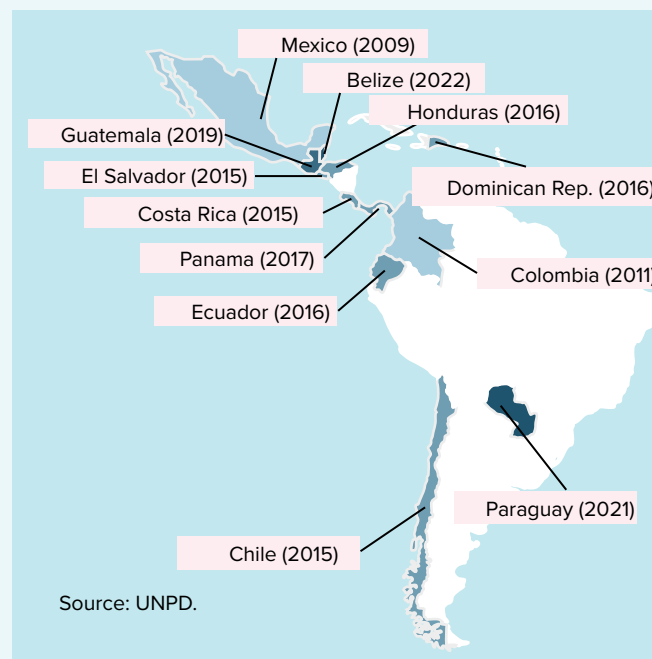 Mexico (2009)
Belize (2022)
Honduras (2016)
Guatemala (2019)
El Salvador (2015)
Dominican Rep. (2016)
Costa Rica (2015)
Panama (2017)
Colombia (2011)
Ecuador (2016)
Paraguay (2021)
Chile (2015)
Source: UNPD.